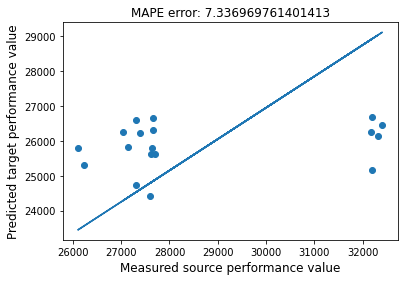 MAPE error: 7.336969761401413
Predicted target performance value
29000
28000
27000
26000
25000
24000
26000 27000 28000 29000 30000 31000 32000
Measured source performance value